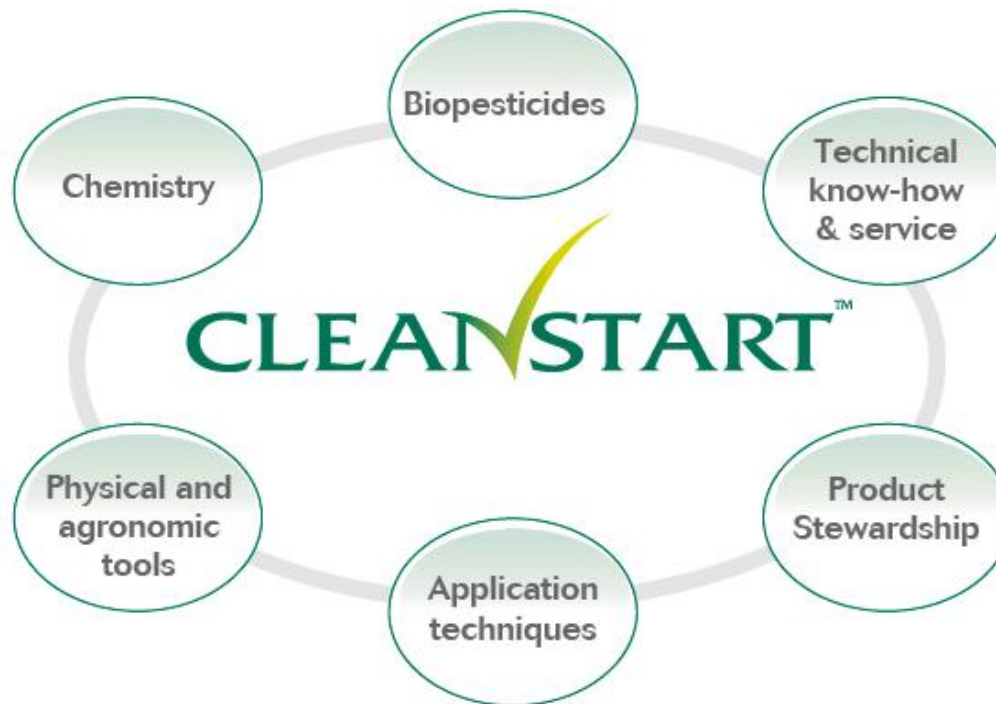 Biopesticides
Chemistry
Technical
know-how
& service
CLEANSTART™
Physical and
agronomic
tools
Product
Stewardship
Application
techniques